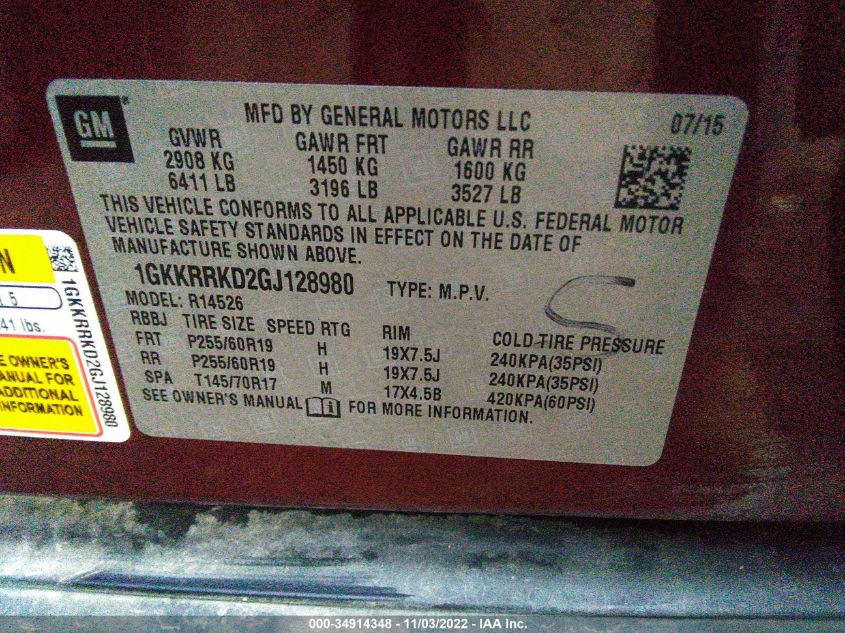 GM
MFD BY GENERAL MOTORS LLC
07/15
GVWR GAWR FRT GAWR RR
2908 KG 1450 KG 1600 KG
6411 LB 3196 LB 3527 LB
THIS VEHICLE CONFORMS TO ALL APPLICABLE U.S. FEDERAL MOTOR
VEHICLE SAFETY STANDARDS IN EFFECT ON THE DATE OF
MANUFACTURE SHOWN ABOVE.
1GKKRRKD2GJ128980 TYPE: M.P.V.
MODEL: R14526
RBBJ TIRE SIZE SPEED RTG RIM COLD TIRE PRESSURE
FRT P255/60R19 H 19X7.5J 240KPA(35PSI)
RR P255/60R19 H 19X7.5J 240KPA(35PSI)
SPA T145/70R17 M 17X4.5B 420KPA(60PSI)
SEE OWNER'S MANUAL i FOR MORE INFORMATION.
N
5
41 lbs.
OWNER'S
MANUAL FOR
ADDITIONAL
INFORMATION
1GKKRRKD2GJ128980
000-34914348 - 11/03/2022 - IAA Inc.